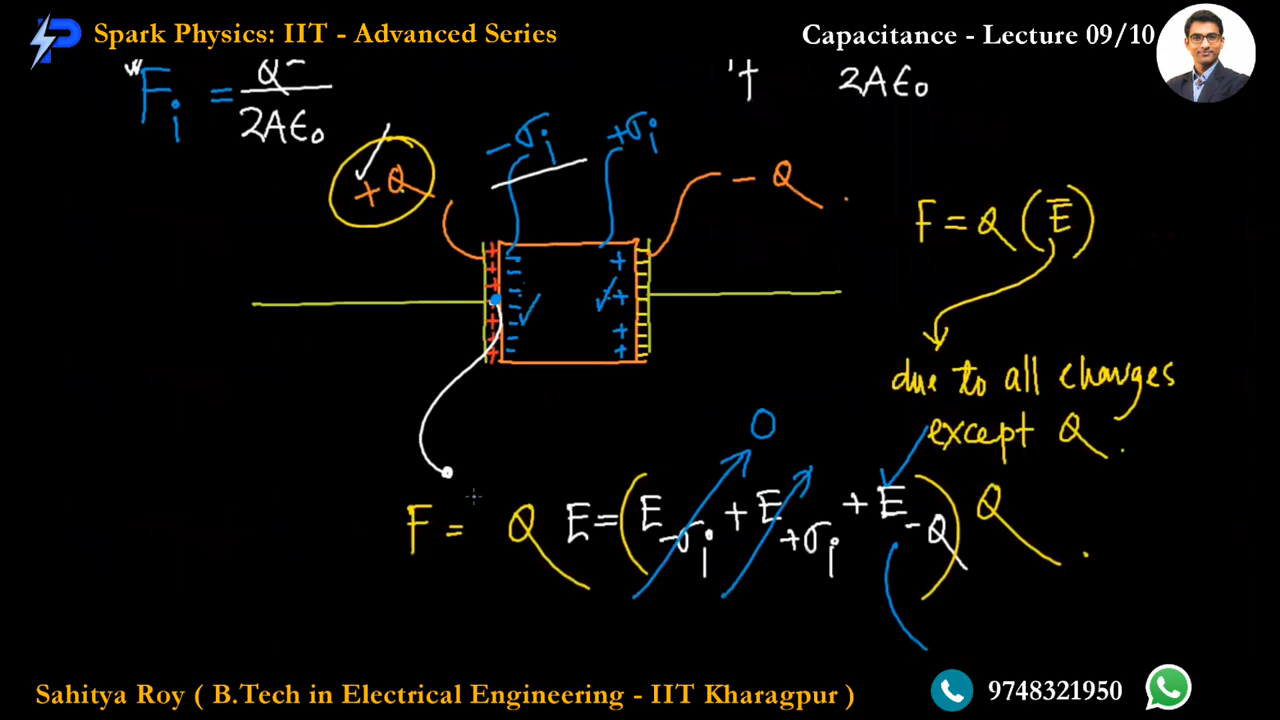 Spark Physics: IIT - Advanced Series
Capacitance - Lecture 09/10
w
Fi = Q²/2Aε₀
't 2Aε₀
-σi +σi
+Q
- Q.
F = Q (E)
due to all charges
except Q.
0
F = Q E = (E-σi + E+σi + E-Q) Q.
Sahitya Roy ( B.Tech in Electrical Engineering - IIT Kharagpur )
9748321950